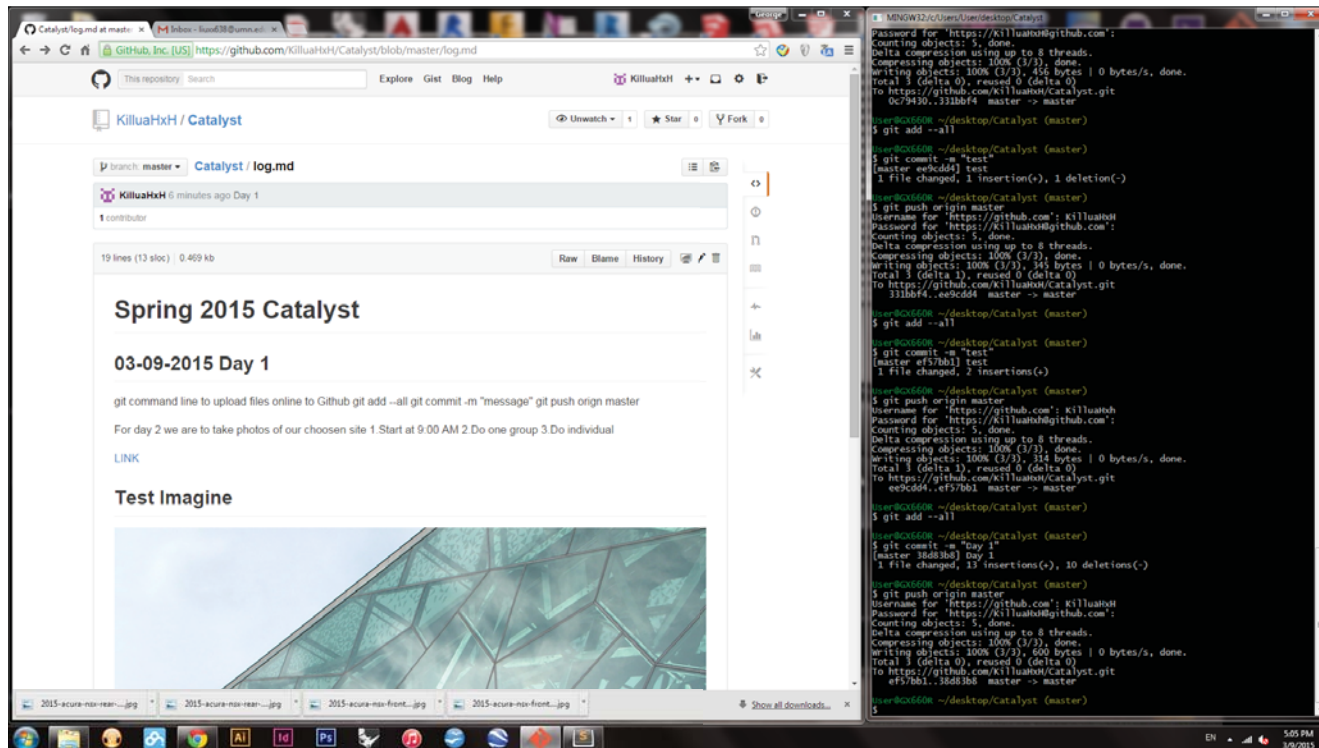 George
Catalyst/log.md at master
Inbox - liux638@umn.ed
GitHub, Inc. [US] https://github.com/KilluaHxH/Catalyst/blob/master/log.md
This repository Search Explore Gist Blog Help KilluaHxH
KilluaHxH / Catalyst
Unwatch 1 Star 0 Fork 0
branch: master Catalyst / log.md
KilluaHxH 6 minutes ago Day 1
1 contributor
19 lines (13 sloc) 0.469 kb Raw Blame History
Spring 2015 Catalyst
03-09-2015 Day 1
git command line to upload files online to Github git add --all git commit -m "message" git push orign master
For day 2 we are to take photos of our choosen site 1.Start at 9:00 AM 2.Do one group 3.Do individual
LINK
Test Imagine
2015-acura-nsx-rear-....jpg 2015-acura-nsx-rear-....jpg 2015-acura-nsx-front....jpg 2015-acura-nsx-front....jpg Show all downloads...
MINGW32:/c/Users/User/desktop/Catalyst
Password for 'https://KilluaHxH@github.com':
Counting objects: 5, done.
Delta compression using up to 8 threads.
Compressing objects: 100% (3/3), done.
Writing objects: 100% (3/3), 456 bytes | 0 bytes/s, done.
Total 3 (delta 0), reused 0 (delta 0)
To https://github.com/KilluaHxH/Catalyst.git
0c79430..331bbf4 master -> master
User@GX660R ~/desktop/Catalyst (master)
$ git add --all
User@GX660R ~/desktop/Catalyst (master)
$ git commit -m "test"
[master ee9cdd4] test
1 file changed, 1 insertion(+), 1 deletion(-)
User@GX660R ~/desktop/Catalyst (master)
$ git push origin master
Username for 'https://github.com': KilluaHxH
Password for 'https://KilluaHxH@github.com':
Counting objects: 5, done.
Delta compression using up to 8 threads.
Compressing objects: 100% (3/3), done.
Writing objects: 100% (3/3), 345 bytes | 0 bytes/s, done.
Total 3 (delta 1), reused 0 (delta 0)
To https://github.com/KilluaHxH/Catalyst.git
331bbf4..ee9cdd4 master -> master
User@GX660R ~/desktop/Catalyst (master)
$ git add --all
User@GX660R ~/desktop/Catalyst (master)
$ git commit -m "test"
[master ef57bb1] test
1 file changed, 2 insertions(+)
User@GX660R ~/desktop/Catalyst (master)
$ git push origin master
Username for 'https://github.com': KilluaHxh
Password for 'https://KilluaHxh@github.com':
Counting objects: 5, done.
Delta compression using up to 8 threads.
Compressing objects: 100% (3/3), done.
Writing objects: 100% (3/3), 314 bytes | 0 bytes/s, done.
Total 3 (delta 1), reused 0 (delta 0)
To https://github.com/KilluaHxh/Catalyst.git
ee9cdd4..ef57bb1 master -> master
User@GX660R ~/desktop/Catalyst (master)
$ git add --all
User@GX660R ~/desktop/Catalyst (master)
$ git commit -m "Day 1"
[master 38d83b8] Day 1
1 file changed, 13 insertions(+), 10 deletions(-)
User@GX660R ~/desktop/Catalyst (master)
$ git push origin master
Username for 'https://github.com': KilluaHxH
Password for 'https://KilluaHxH@github.com':
Counting objects: 5, done.
Delta compression using up to 8 threads.
Compressing objects: 100% (3/3), done.
Writing objects: 100% (3/3), 600 bytes | 0 bytes/s, done.
Total 3 (delta 0), reused 0 (delta 0)
To https://github.com/KilluaHxH/Catalyst.git
ef57bb1..38d83b8 master -> master
User@GX660R ~/desktop/Catalyst (master)
$
Ai Id Ps S
EN 5:05 PM
3/9/2015